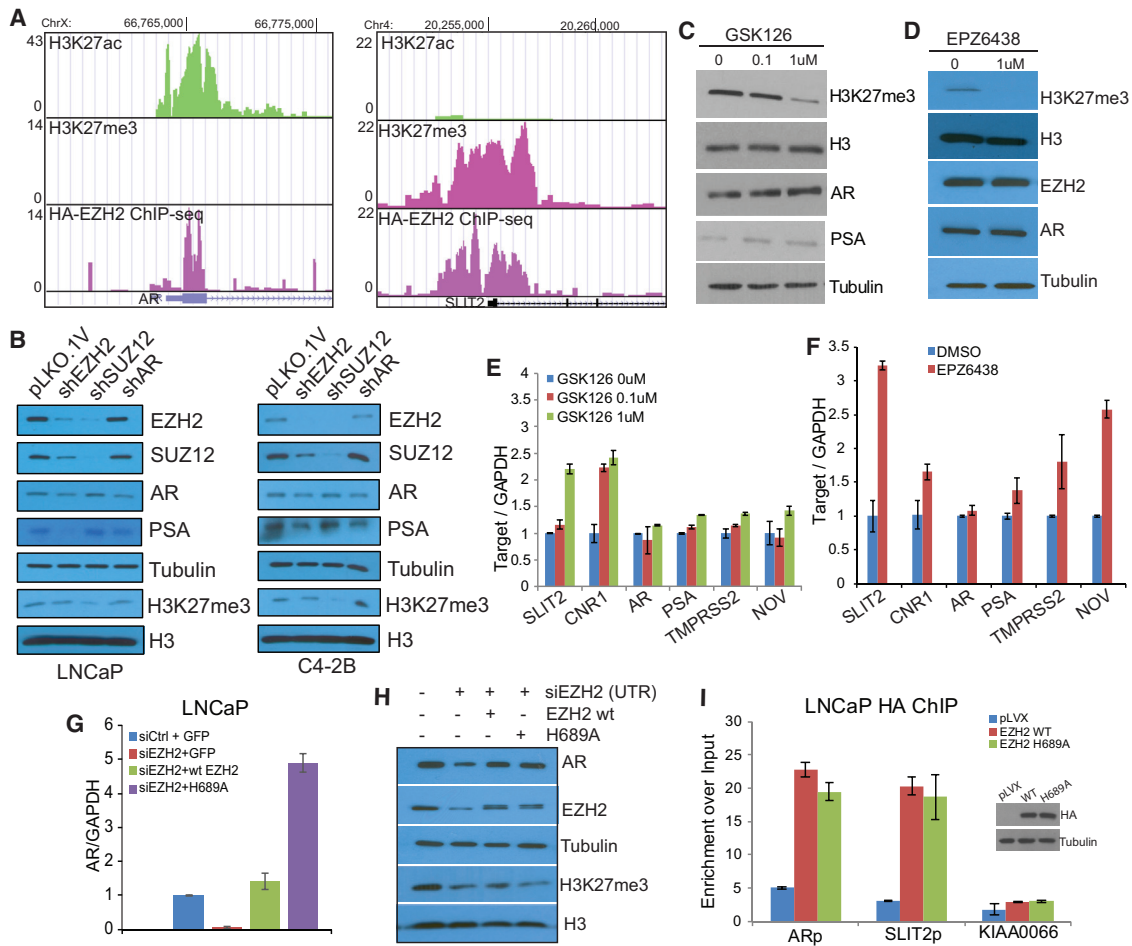 A
ChrX: 66,765,000 66,775,000
43
H3K27ac
0
14
H3K27me3
0
14
HA-EZH2 ChIP-seq
0
AR
Chr4: 20,255,000 20,260,000
22
H3K27ac
0
22
H3K27me3
0
22
HA-EZH2 ChIP-seq
0
SLIT2
C
GSK126
0 0.1 1uM
H3K27me3
H3
AR
PSA
Tubulin
D
EPZ6438
0 1uM
H3K27me3
H3
EZH2
AR
Tubulin
B
pLKO.1V shEZH2 shSUZ12 shAR
EZH2
SUZ12
AR
PSA
Tubulin
H3K27me3
H3
LNCaP
pLKO.1V shEZH2 shSUZ12 shAR
EZH2
SUZ12
AR
PSA
Tubulin
H3K27me3
H3
C4-2B
E
GSK126 0uM
GSK126 0.1uM
GSK126 1uM
Target / GAPDH
4
3.5
3
2.5
2
1.5
1
0.5
0
SLIT2 CNR1 AR PSA TMPRSS2 NOV
F
DMSO
EPZ6438
Target / GAPDH
3.5
3
2.5
2
1.5
1
0.5
0
SLIT2 CNR1 AR PSA TMPRSS2 NOV
G
LNCaP
siCtrl + GFP
siEZH2+GFP
siEZH2+wt EZH2
siEZH2+H689A
AR/GAPDH
6
5
4
3
2
1
0
H
- + + + siEZH2 (UTR)
- - + EZH2 wt
- - + H689A
AR
EZH2
Tubulin
H3K27me3
H3
I
LNCaP HA ChIP
pLVX
EZH2 WT
EZH2 H689A
Enrichment over Input
30
25
20
15
10
5
0
ARp SLIT2p KIAA0066
pLVX WT H689A
HA
Tubulin